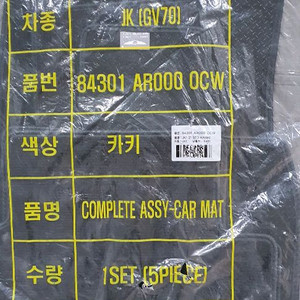 차종 JK (GV70)
품번 84301 AR000 OCW
색상 카키
품명 COMPLETE ASSY-CAR MAT
수량 1SET (5PIECE)